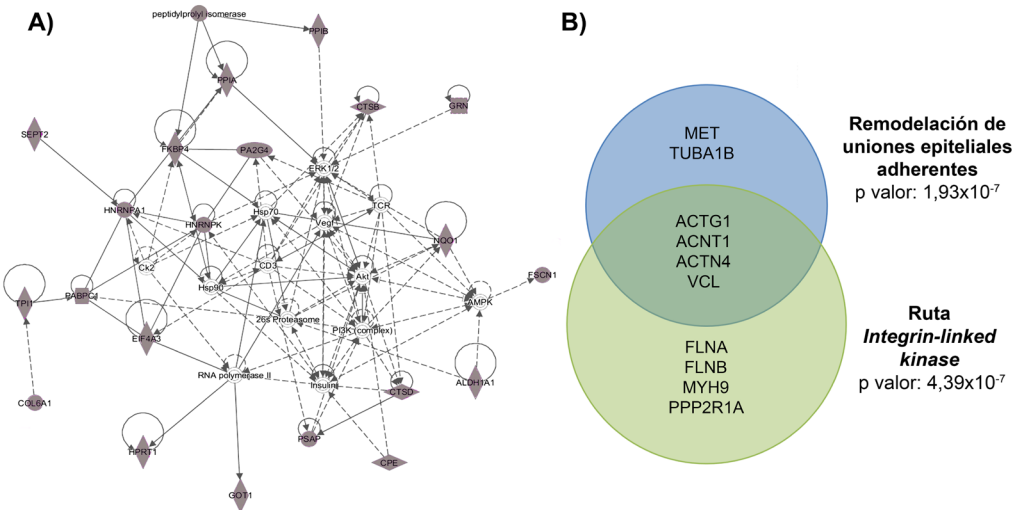 A)
peptidylprolyl isomerase
PPIB
PPIA
CTSB
GRN
SEPT2
FKBP4
PA2G4
ERK1/2
TCR
HNRNPA1
HNRNPK
Hsp70
Vegf
NQO1
Ck2
CD3
Hsp90
Akt
FSCN1
TPI1
PABPC1
AMPK
26s Proteasome
PI3K (complex)
EIF4A3
RNA polymerase II
Insulin
CTSD
ALDH1A1
COL6A1
PSAP
HPRT1
CPE
GOT1
B)
MET
TUBA1B
ACTG1
ACNT1
ACTN4
VCL
FLNA
FLNB
MYH9
PPP2R1A
Remodelación de
uniones epiteliales
adherentes
p valor: 1,93x10⁻⁷
Ruta
Integrin-linked
kinase
p valor: 4,39x10⁻⁷